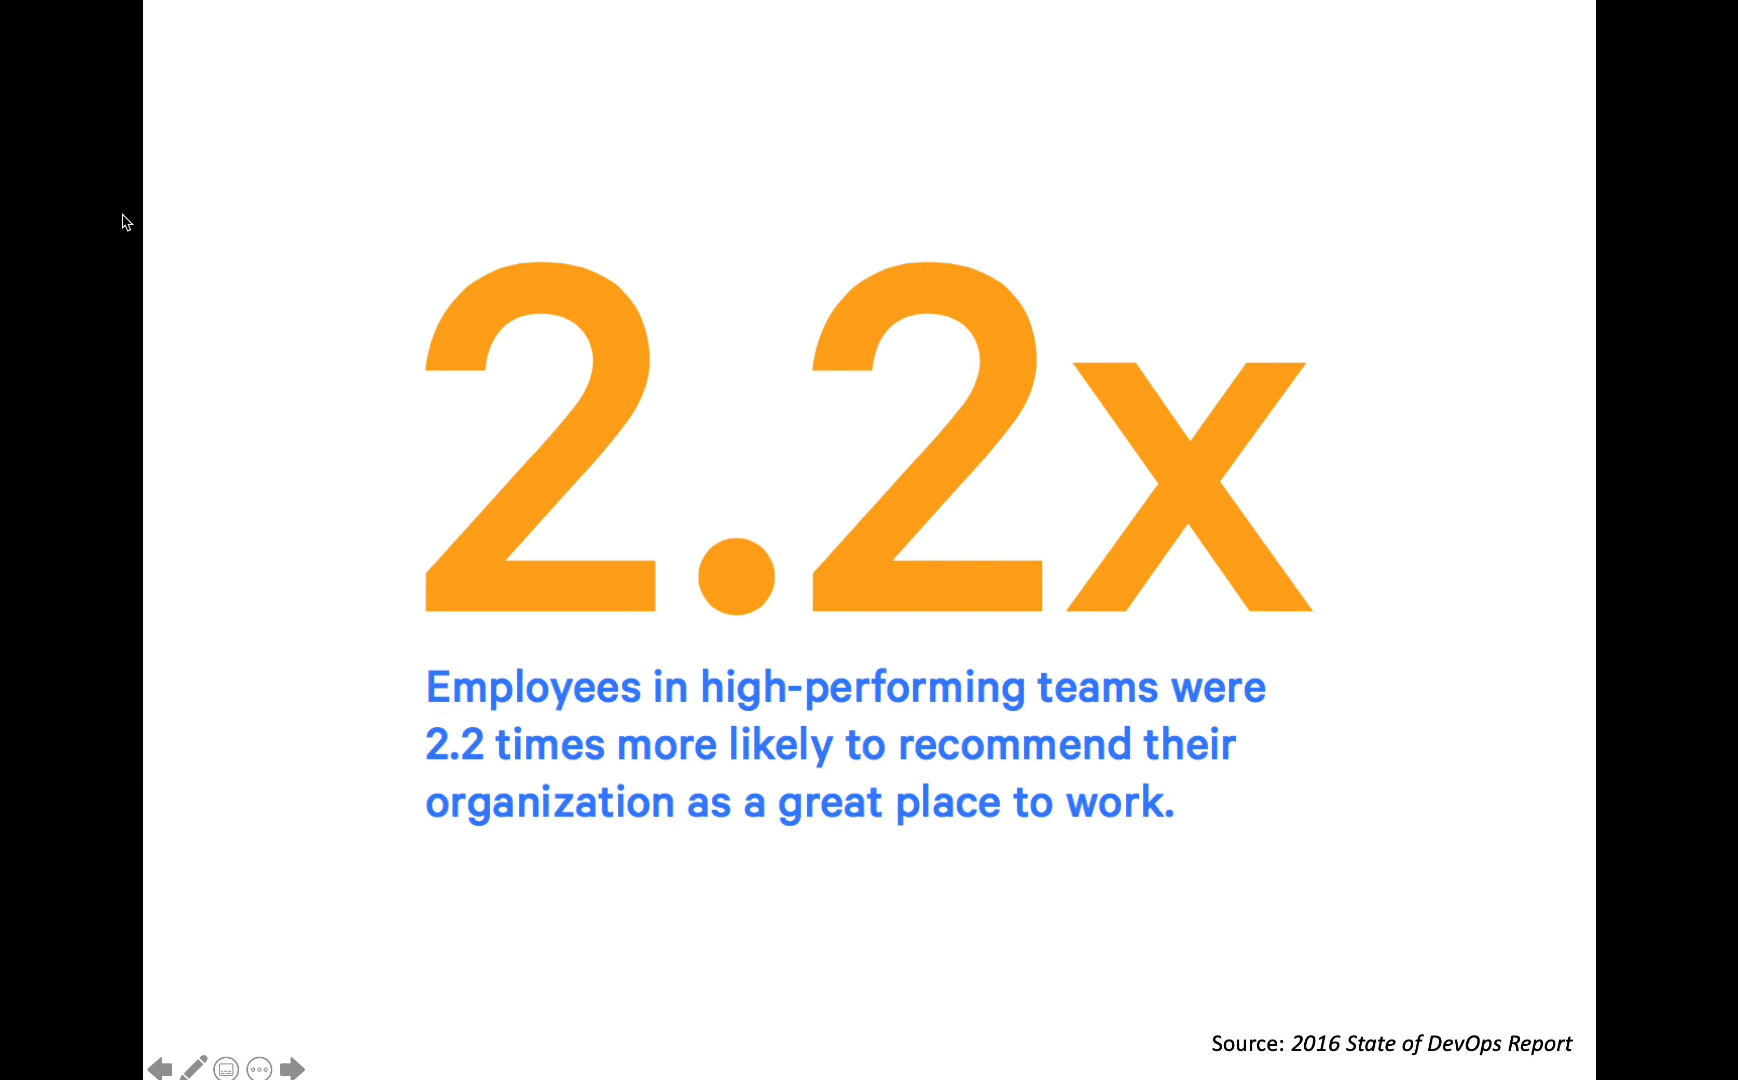 2.2x
Employees in high-performing teams were
2.2 times more likely to recommend their
organization as a great place to work.
Source: 2016 State of DevOps Report